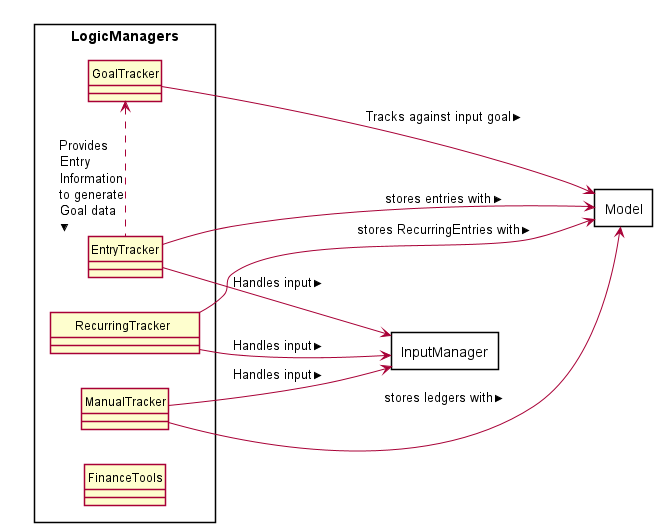 LogicManagers
GoalTracker
Tracks against input goal
Provides
Entry
Information
to generate
Goal data
stores entries with
Model
stores RecurringEntries with
EntryTracker
Handles input
RecurringTracker
Handles input
InputManager
Handles input
ManualTracker
stores ledgers with
FinanceTools